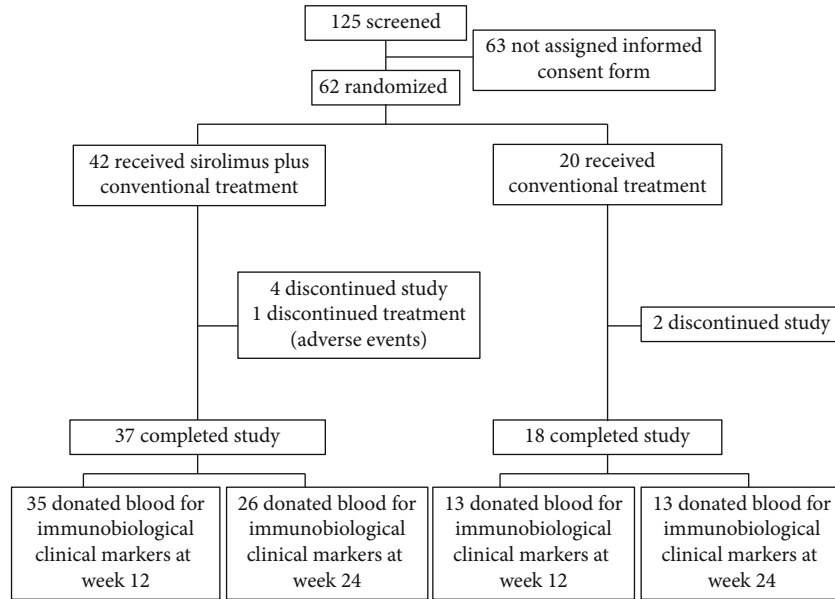 125 screened
63 not assigned informed
consent form
62 randomized
42 received sirolimus plus
conventional treatment
20 received
conventional treatment
4 discontinued study
1 discontinued treatment
(adverse events)
2 discontinued study
37 completed study
18 completed study
35 donated blood for
immunobiological
clinical markers at
week 12
26 donated blood for
immunobiological
clinical markers at
week 24
13 donated blood for
immunobiological
clinical markers at
week 12
13 donated blood for
immunobiological
clinical markers at
week 24